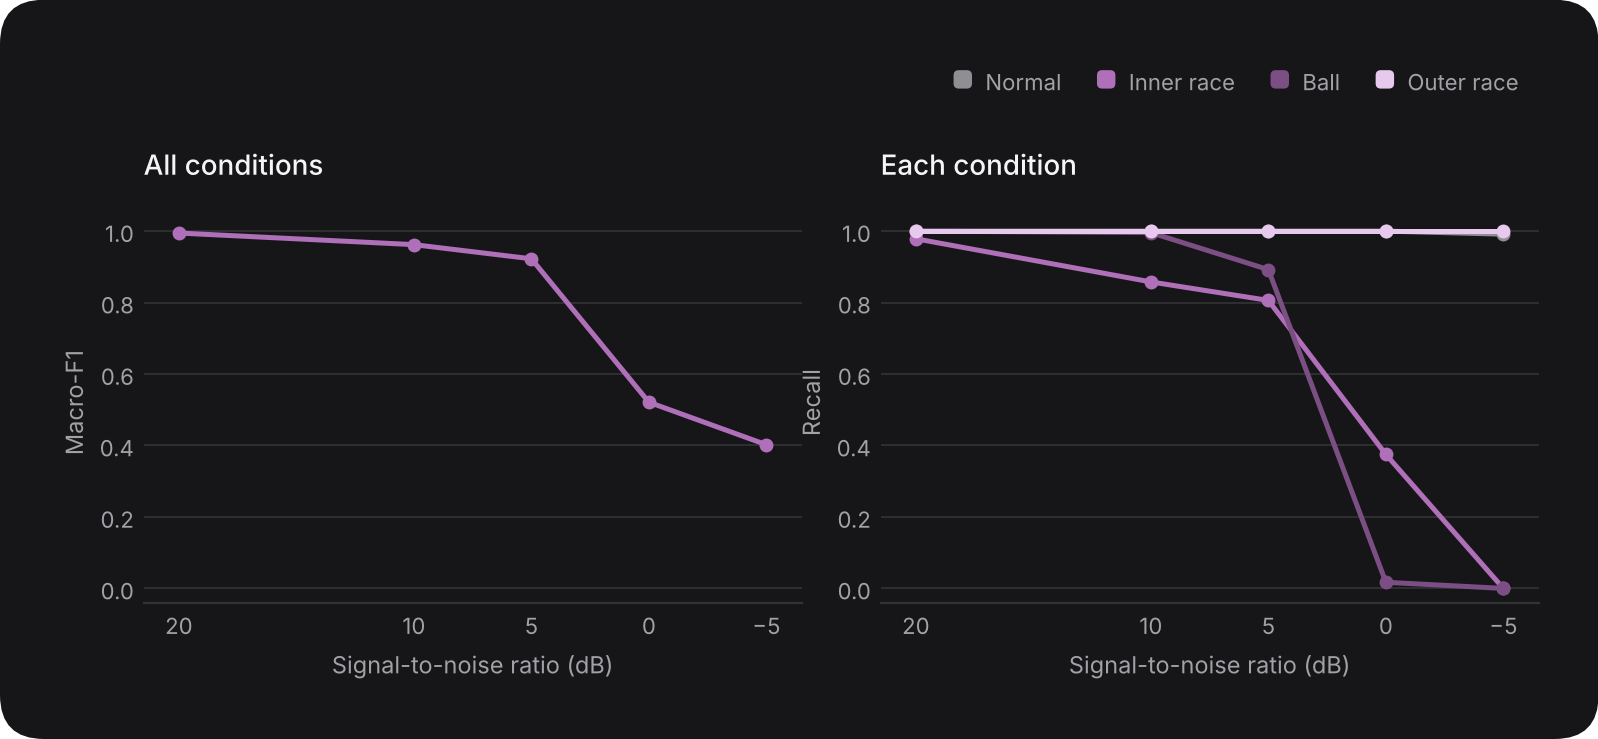 Normal Inner race Ball Outer race
All conditions
Macro-F1
1.0
0.8
0.6
0.4
0.2
0.0
20 10 5 0 −5
Signal-to-noise ratio (dB)
Each condition
Recall
1.0
0.8
0.6
0.4
0.2
0.0
20 10 5 0 −5
Signal-to-noise ratio (dB)